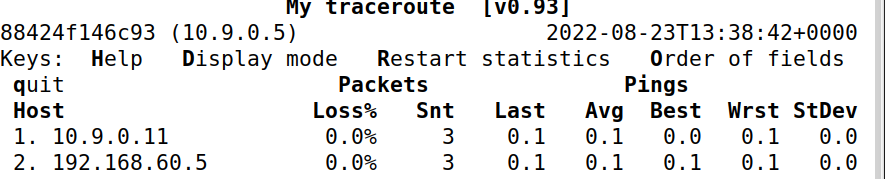 My traceroute [v0.93]
88424f146c93 (10.9.0.5) 2022-08-23T13:38:42+0000
Keys: Help Display mode Restart statistics Order of fields
quit Packets Pings
Host Loss% Snt Last Avg Best Wrst StDev
1. 10.9.0.11 0.0% 3 0.1 0.1 0.0 0.1 0.0
2. 192.168.60.5 0.0% 3 0.1 0.1 0.1 0.1 0.0